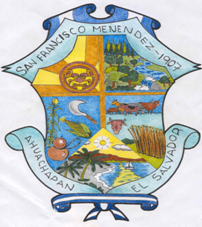 SAN FRANCISCO MENENDEZ-1907
AHUACHAPAN
EL SALVADOR